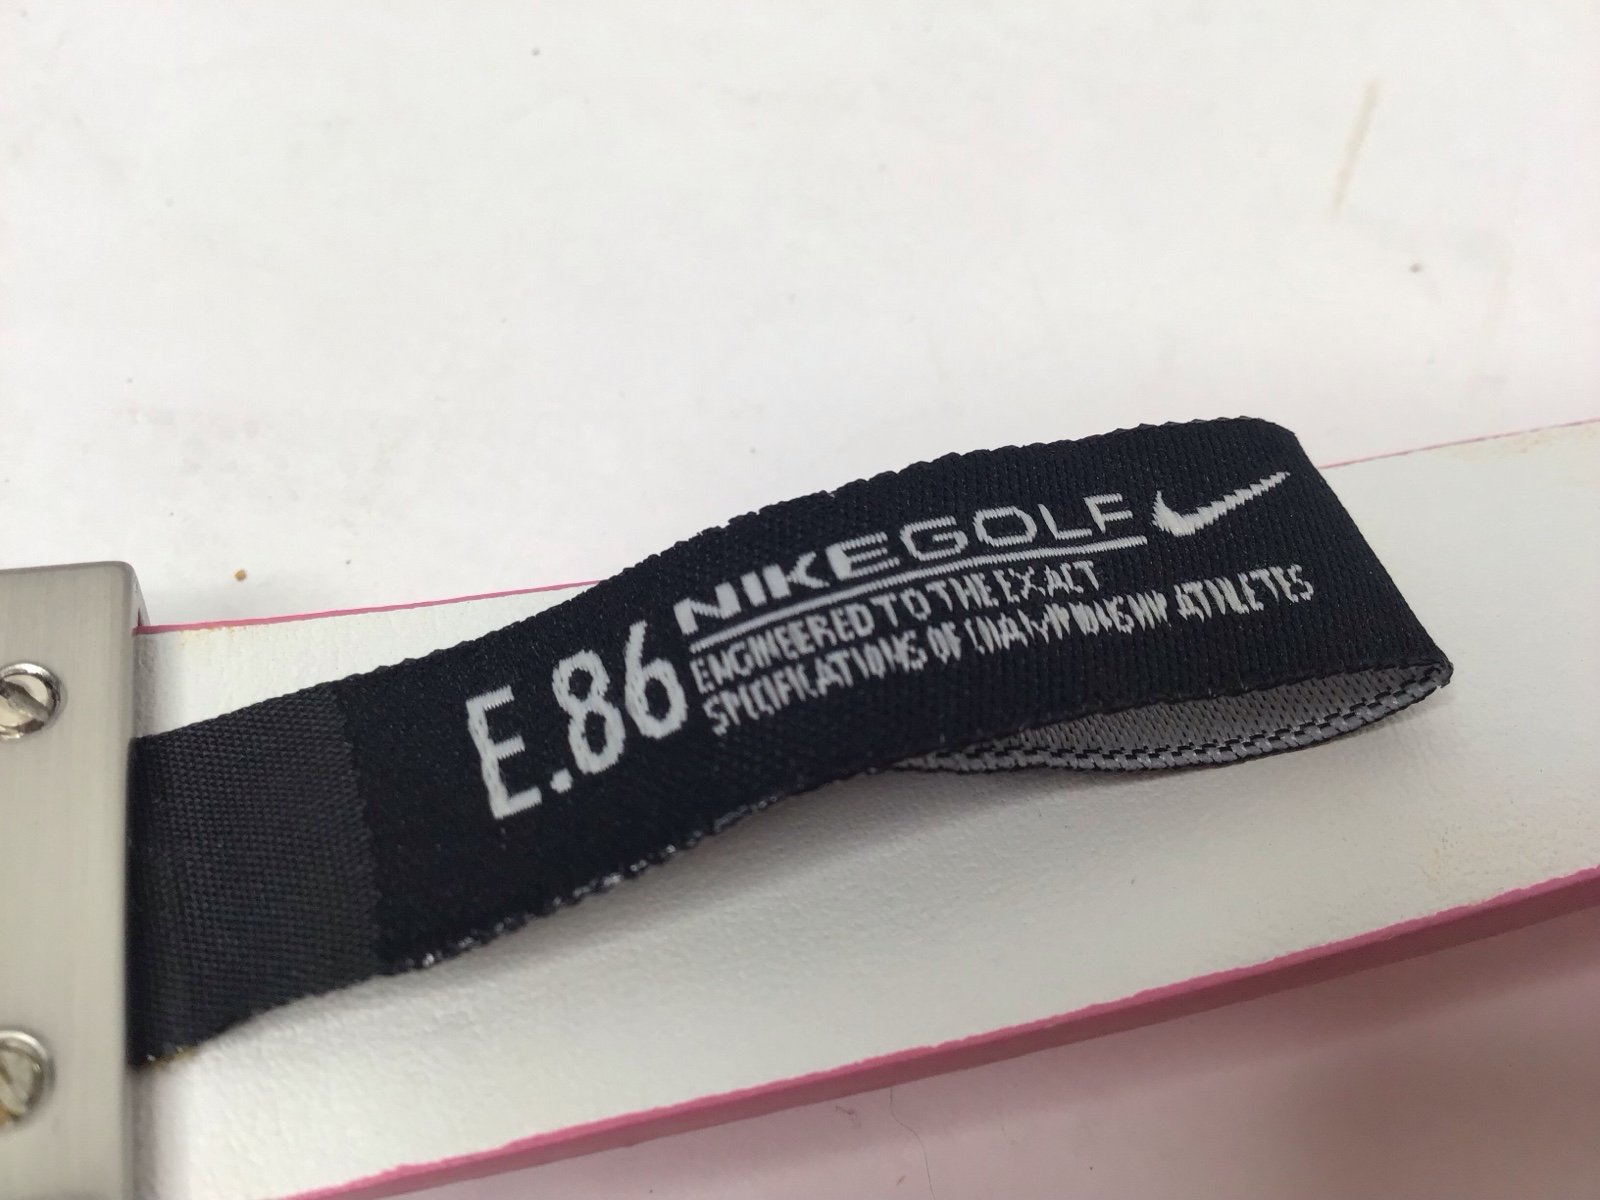 E.86
NIKEGOLF
ENGINEERED TO THE EXACT
SPECIFICATIONS OF CHAMPIONSHIP ATHLETES